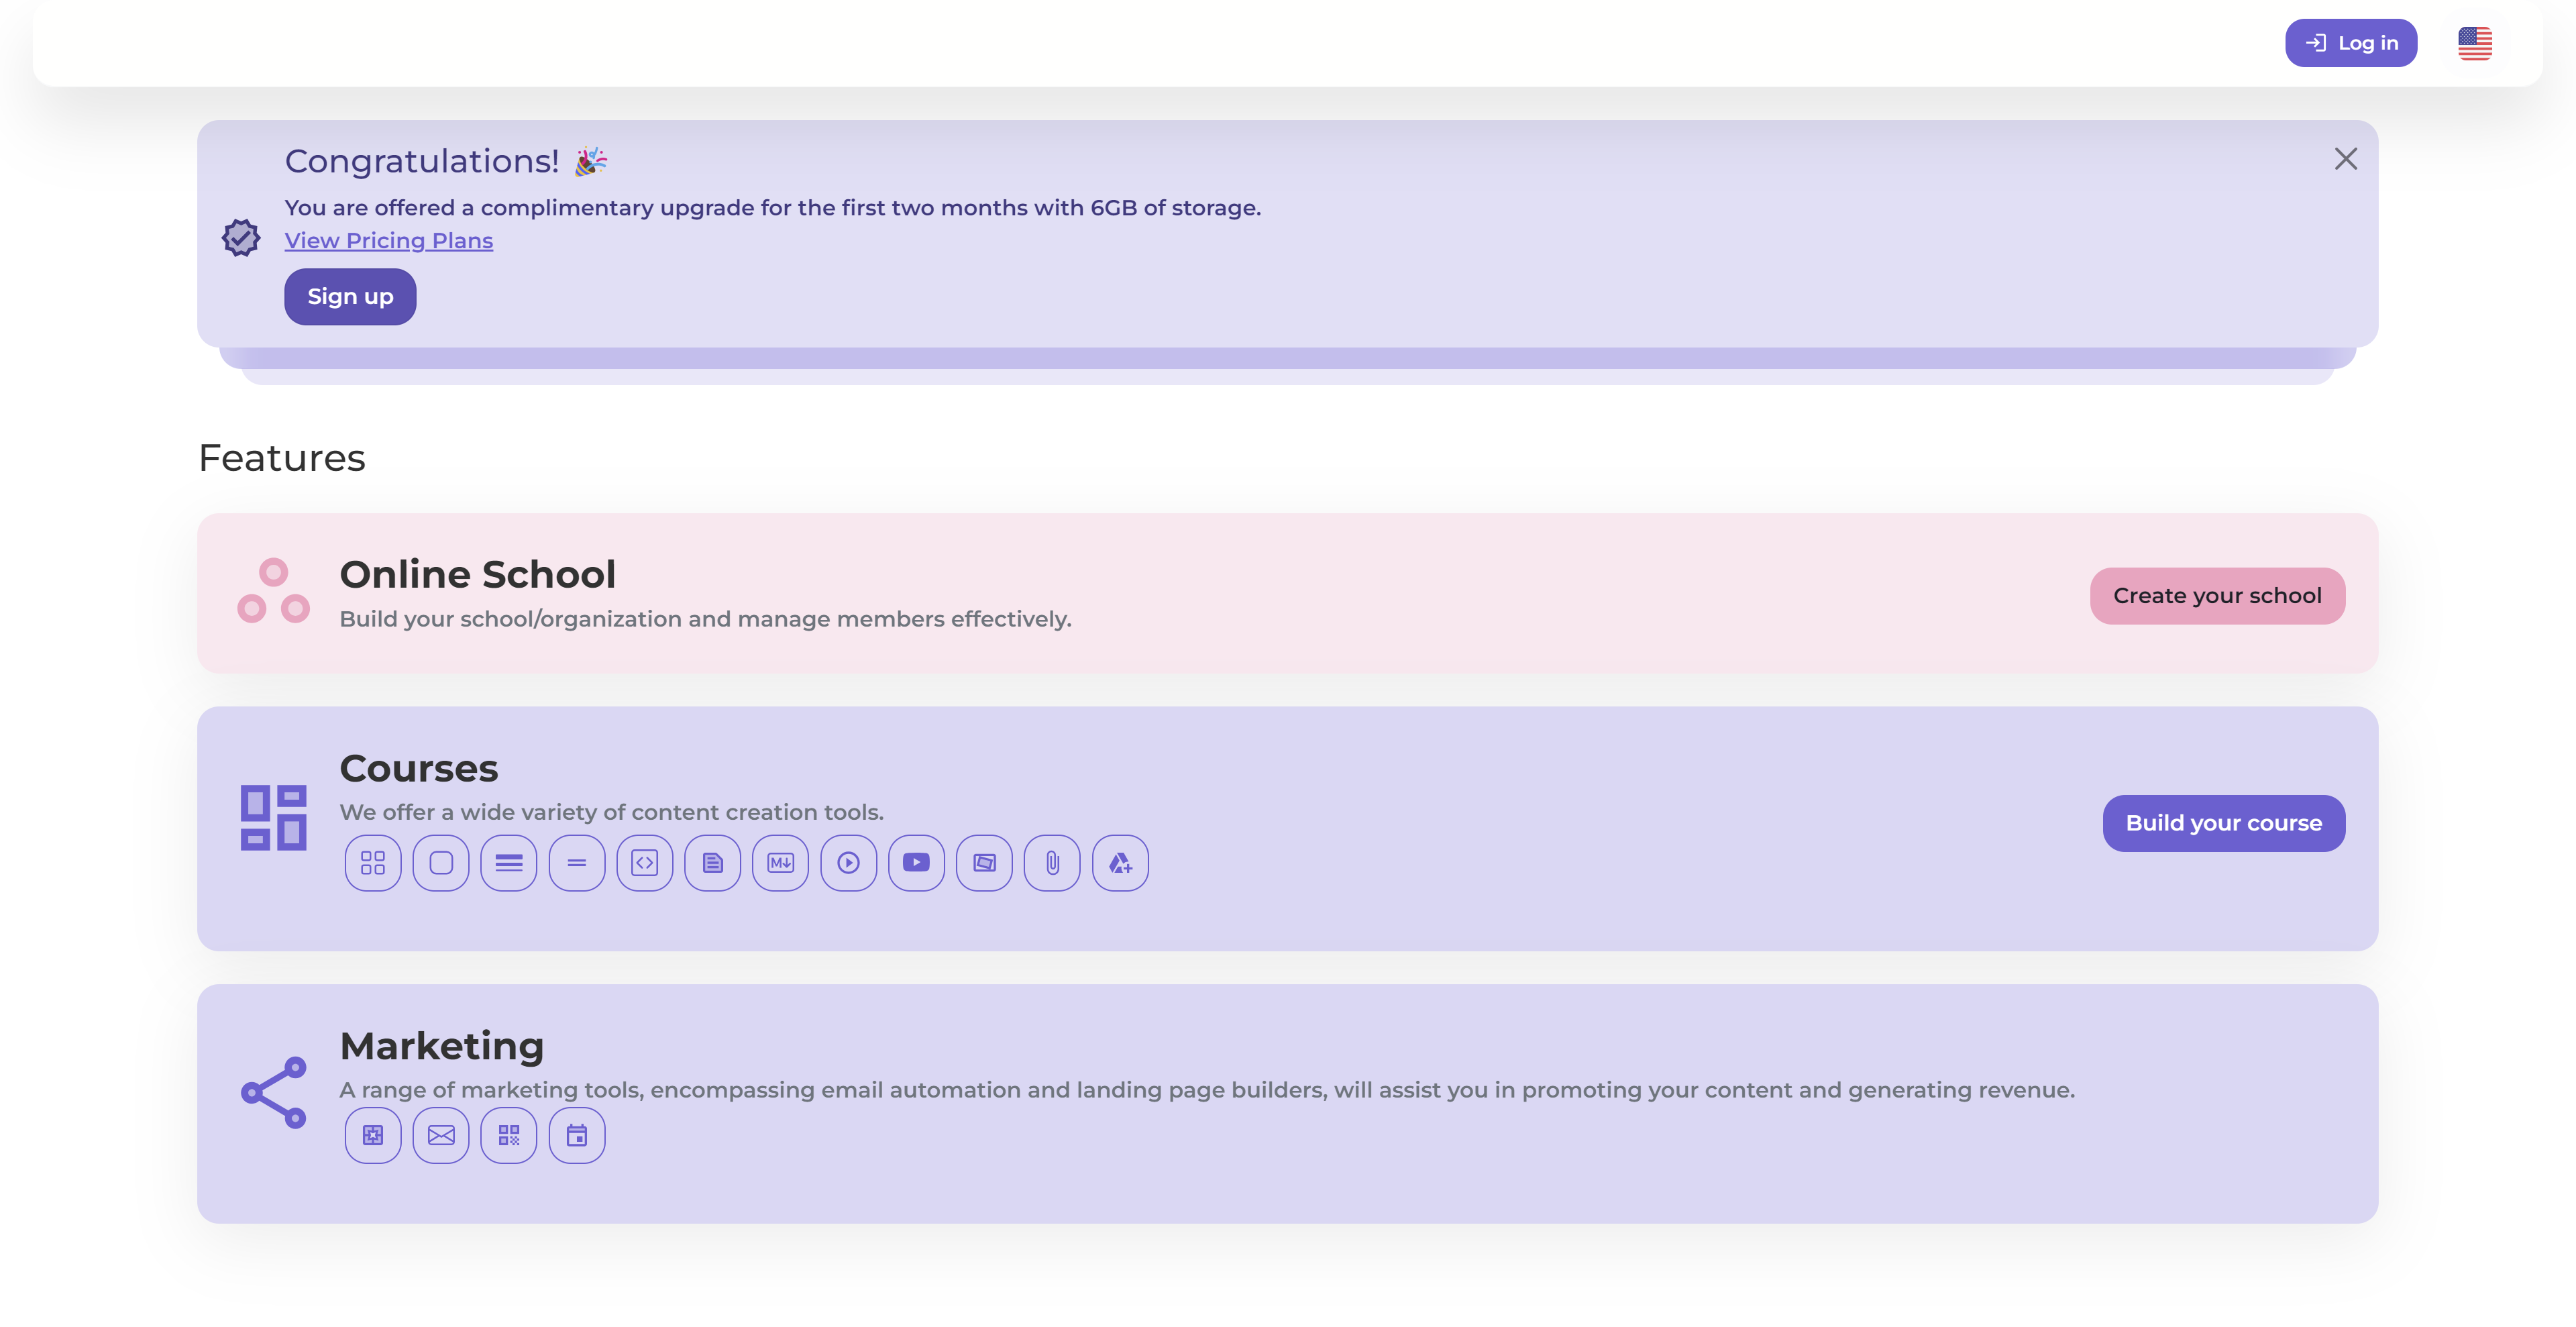 Log in
Congratulations! 🎉
You are offered a complimentary upgrade for the first two months with 6GB of storage.
View Pricing Plans
Sign up
Features
Online School
Build your school/organization and manage members effectively.
Create your school
Courses
We offer a wide variety of content creation tools.
M↓
Build your course
Marketing
A range of marketing tools, encompassing email automation and landing page builders, will assist you in promoting your content and generating revenue.